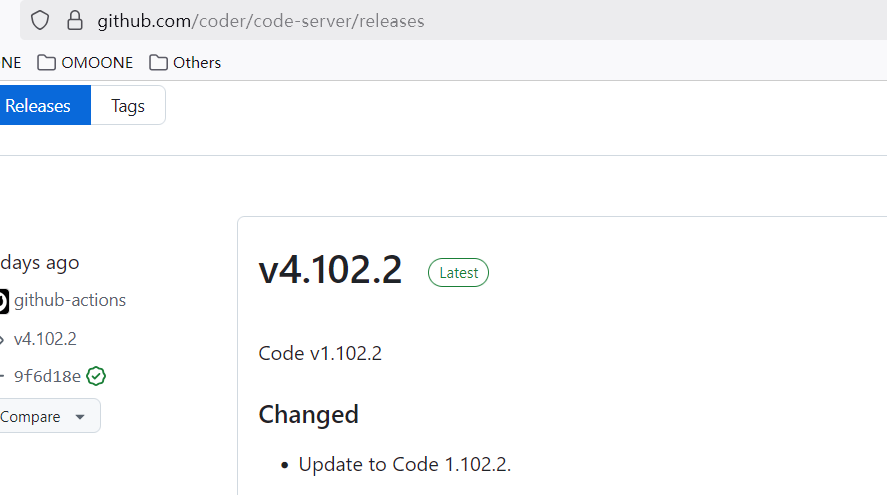 github.com/coder/code-server/releases
NE OMOONE Others
Releases Tags
days ago
github-actions
v4.102.2
9f6d18e
Compare
v4.102.2 Latest
Code v1.102.2
Changed
Update to Code 1.102.2.